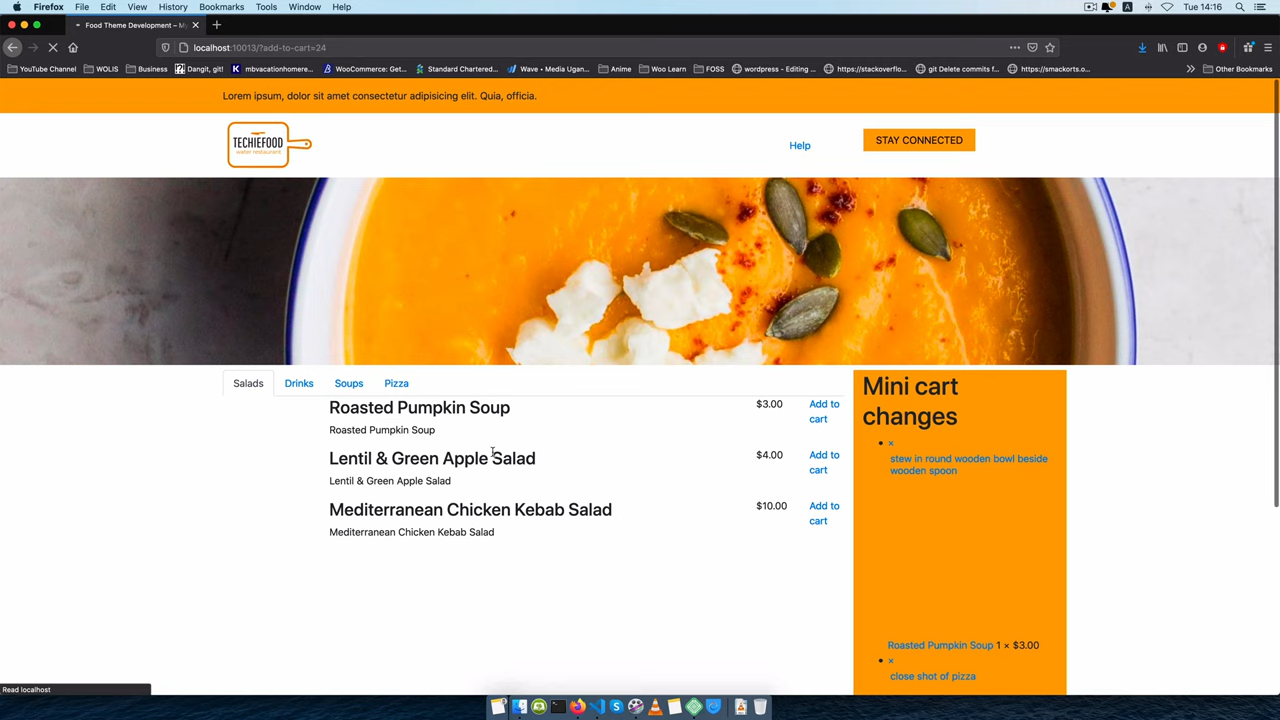 Firefox File Edit View History Bookmarks Tools Window Help Tue 14:16
Food Theme Development – M
localhost:10013/?add-to-cart=24
YouTube Channel WOLIS Business Dangit, git! mbvacationhomere... WooCommerce: Get... Standard Chartered... Wave • Media Ugan... Anime Woo Learn FOSS wordpress - Editing ... https://stackoverflo... git Delete commits f... https://smackorts.o... Other Bookmarks
Lorem ipsum, dolor sit amet consectetur adipisicing elit. Quia, officia.
TECHIEFOOD
water restaurant
Help
STAY CONNECTED
Salads Drinks Soups Pizza
Roasted Pumpkin Soup
Roasted Pumpkin Soup
$3.00
Add to
cart
Lentil & Green Apple Salad
Lentil & Green Apple Salad
$4.00
Add to
cart
Mediterranean Chicken Kebab Salad
Mediterranean Chicken Kebab Salad
$10.00
Add to
cart
Mini cart
changes
×
stew in round wooden bowl beside
wooden spoon
Roasted Pumpkin Soup 1 × $3.00
×
close shot of pizza
Read localhost